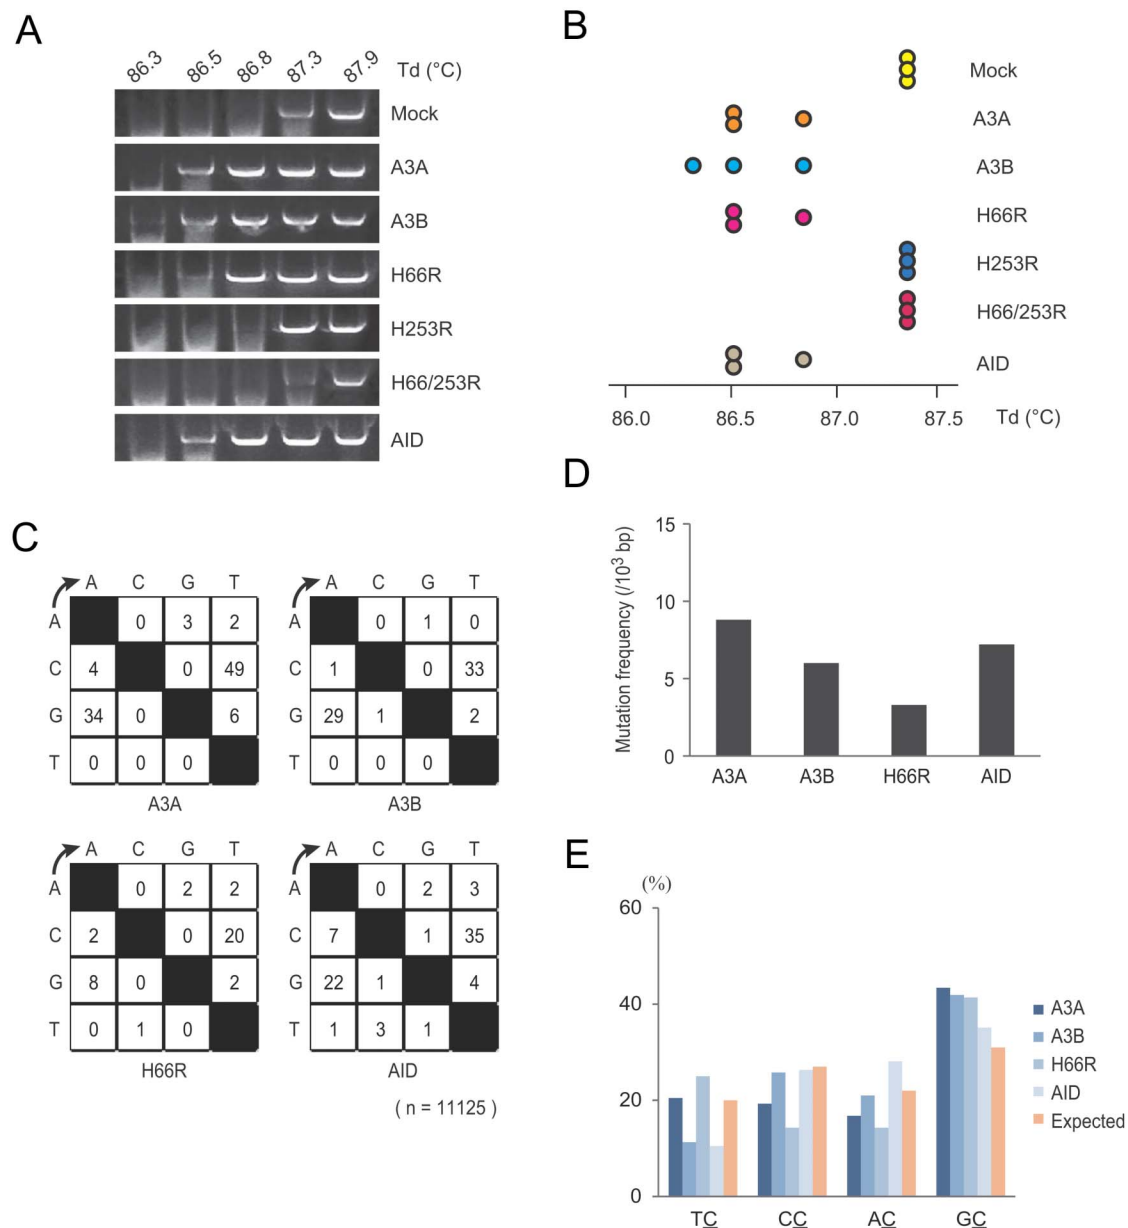 A
86.3 86.5 86.8 87.3 87.9 Td (°C)
Mock
A3A
A3B
H66R
H253R
H66/253R
AID
B
Mock
A3A
A3B
H66R
H253R
H66/253R
AID
86.0 86.5 87.0 87.5 Td (°C)
C
A C G T
A 0 3 2
C 4 0 49
G 34 0 6
T 0 0 0
A3A
A C G T
A 0 1 0
C 1 0 33
G 29 1 2
T 0 0 0
A3B
A C G T
A 0 2 2
C 2 0 20
G 8 0 2
T 0 1 0
H66R
A C G T
A 0 2 3
C 7 1 35
G 22 1 4
T 1 3 1
AID
( n = 11125 )
D
Mutation frequency (/10³ bp)
15
10
5
0
A3A A3B H66R AID
E
(%)
60
40
20
0
TC CC AC GC
A3A
A3B
H66R
AID
Expected